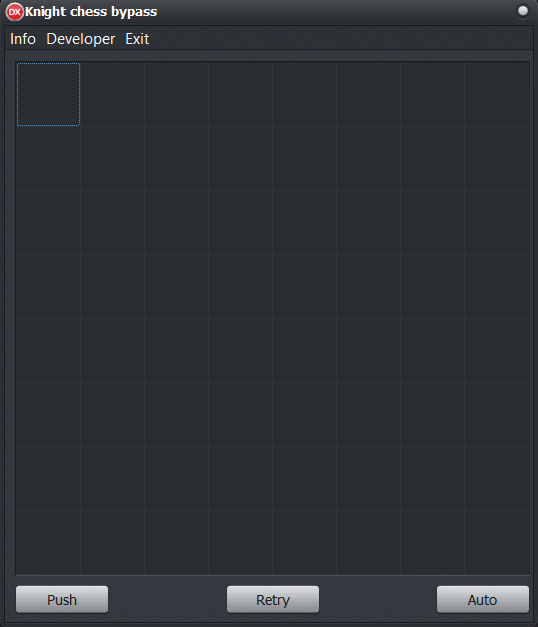 DX Knight chess bypass
Info Developer Exit
Push Retry Auto